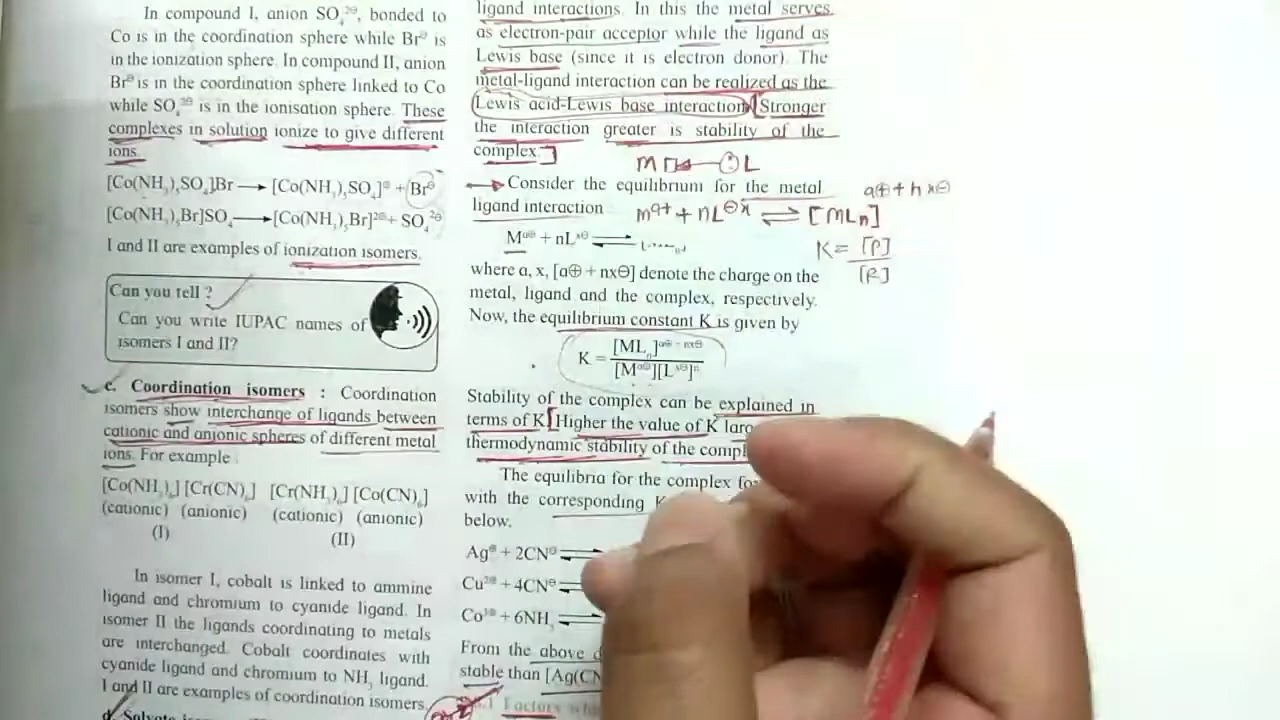 In compound I, anion SO₄²⊖, bonded to
Co is in the coordination sphere while Br⊖ is
in the ionization sphere. In compound II, anion
Br⊖ is in the coordination sphere linked to Co
while SO₄²⊖ is in the ionisation sphere. These
complexes in solution ionize to give different
ions.
[Co(NH₃)₅SO₄]Br ⟶ [Co(NH₃)₅SO₄]⊕ + Br⊖
[Co(NH₃)₅Br]SO₄ ⟶ [Co(NH₃)₅Br]²⊕ + SO₄²⊖
I and II are examples of ionization isomers.
Can you tell ?
Can you write IUPAC names of
isomers I and II?
c. Coordination isomers : Coordination
isomers show interchange of ligands between
cationic and anionic spheres of different metal
ions. For example
[Co(NH₃)₆] [Cr(CN)₆] [Cr(NH₃)₆] [Co(CN)₆]
(cationic) (anionic) (cationic) (anionic)
(I) (II)
In isomer I, cobalt is linked to ammine
ligand and chromium to cyanide ligand. In
isomer II the ligands coordinating to metals
are interchanged. Cobalt coordinates with
cyanide ligand and chromium to NH₃ ligand.
I and II are examples of coordination isomers.
d. Solvate
ligand interactions. In this the metal serves
as electron-pair acceptor while the ligand as
Lewis base (since it is electron donor). The
metal-ligand interaction can be realized as the
Lewis acid-Lewis base interaction. Stronger
the interaction greater is stability of the
complex.
M L
Consider the equilibrium for the metal
a⊕ + nx⊖
ligand interaction
Mᵃ⁺ + nL⊖ˣ ⇌ [MLn]
Mᵃ⊕ + nLˣ⊖ ⇌
K = [P]/[R]
where a, x, [a⊕ + nx⊖] denote the charge on the
metal, ligand and the complex, respectively.
Now, the equilibrium constant K is given by
K = [MLₙ]ᵃ⊕ ⁻ ⁿˣ⊖ / [Mᵃ⊕][Lˣ⊖]ⁿ
Stability of the complex can be explained in
terms of K. Higher the value of K
thermodynamic stability of the
The equilibria for the complex
with the corresponding K
below.
Ag⊕ + 2CN⊖ ⇌
Cu²⊕ + 4CN⊖ ⇌
Co³⊕ + 6NH₃ ⇌
From the above
stable than [Ag(CN
Factors